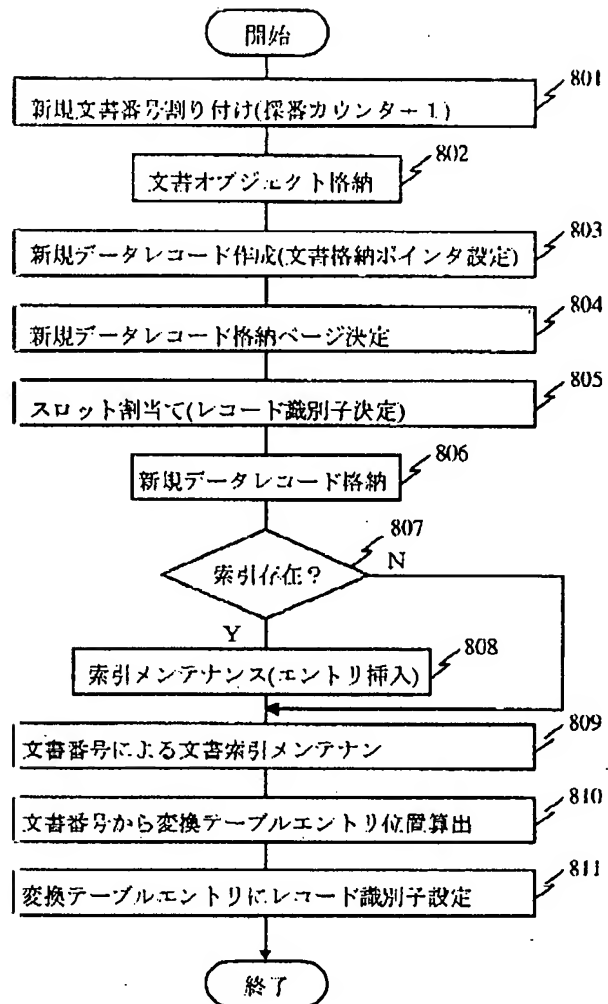 開始
801
新規文書番号割り付け(採番カウンター+1)
802
文書オブジェクト格納
803
新規データレコード作成(文書格納ポインタ設定)
804
新規データレコード格納ページ決定
805
スロット割当て(レコード識別子決定)
806
新規データレコード格納
807
索引存在?
N
Y
808
索引メンテナンス(エントリ挿入)
809
文書番号による文書索引メンテナン
810
文書番号から変換テーブルエントリ位置算出
811
変換テーブルエントリにレコード識別子設定
終了